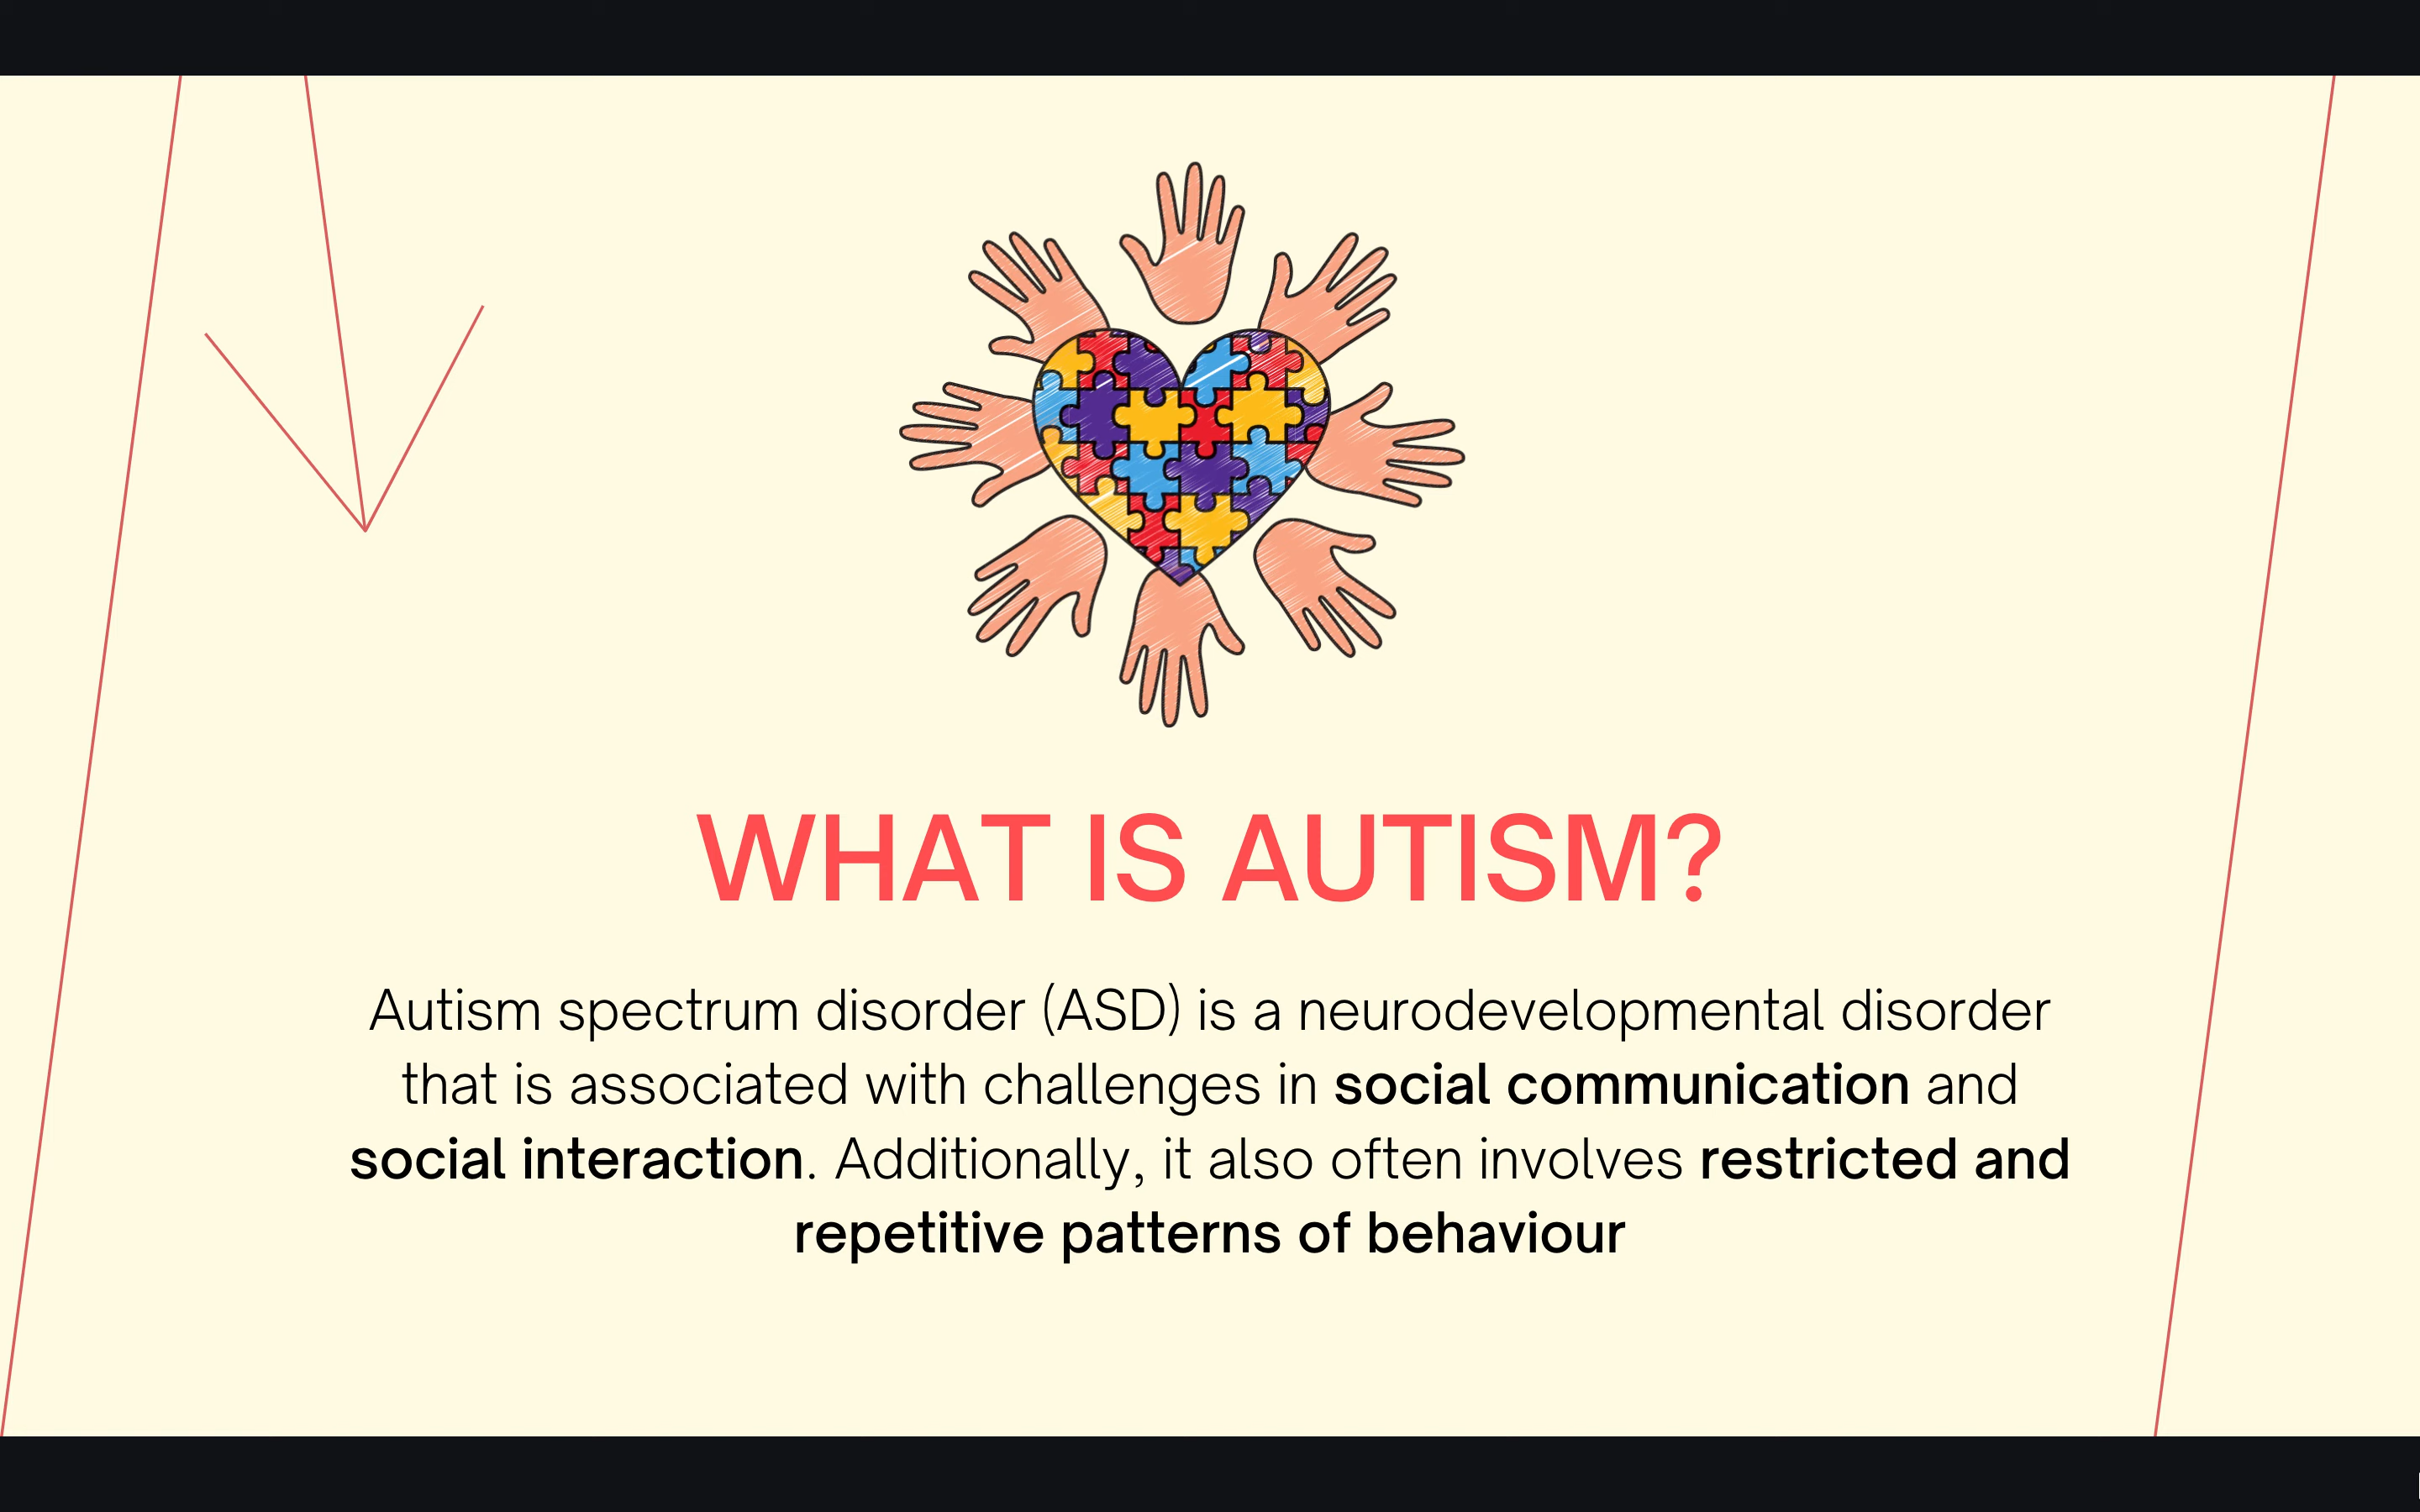 WHAT IS AUTISM?
Autism spectrum disorder (ASD) is a neurodevelopmental disorder
that is associated with challenges in social communication and
social interaction. Additionally, it also often involves restricted and
repetitive patterns of behaviour